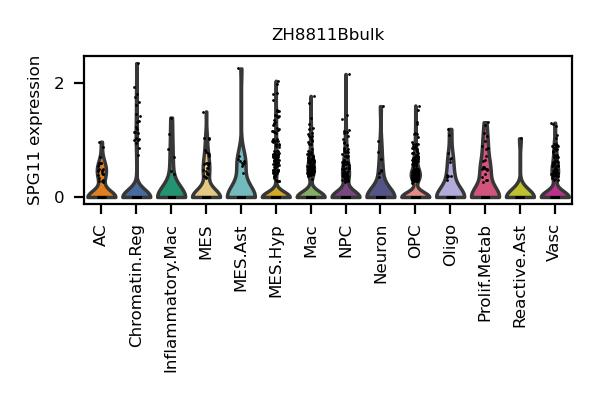 ZH8811Bbulk
SPG11 expression
2
0
AC
Chromatin.Reg
Inflammatory.Mac
MES
MES.Ast
MES.Hyp
Mac
NPC
Neuron
OPC
Oligo
Prolif.Metab
Reactive.Ast
Vasc